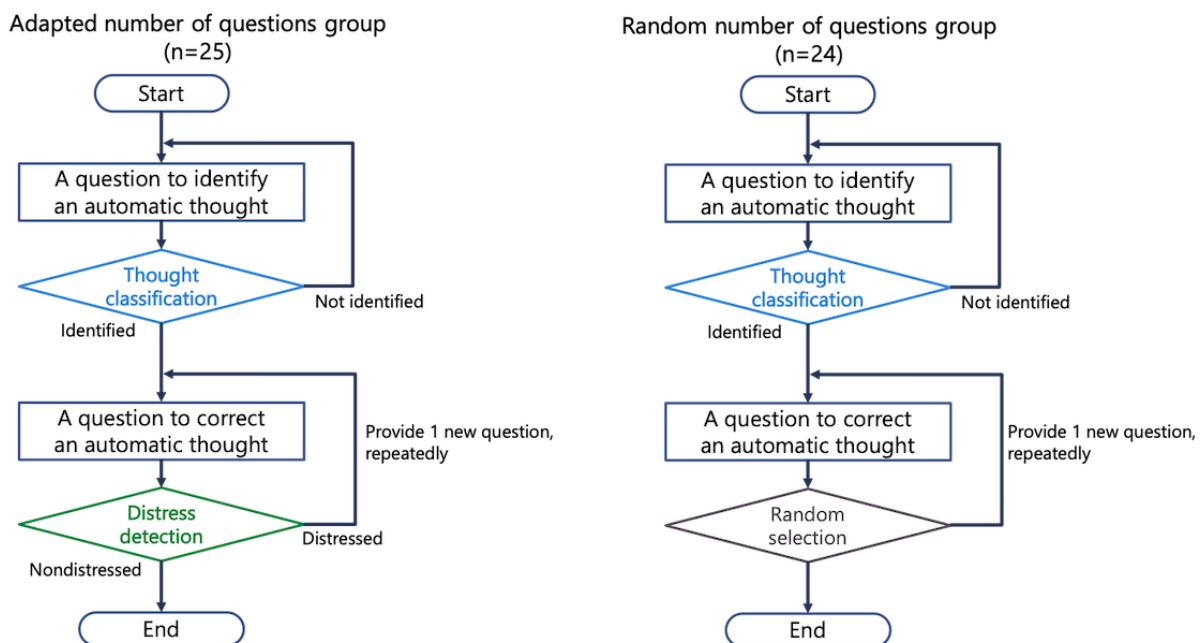 Adapted number of questions group
(n=25)
Start
A question to identify
an automatic thought
Thought
classification
Not identified
Identified
A question to correct
an automatic thought
Provide 1 new question,
repeatedly
Distress
detection
Distressed
Nondistressed
End
Random number of questions group
(n=24)
Start
A question to identify
an automatic thought
Thought
classification
Not identified
Identified
A question to correct
an automatic thought
Provide 1 new question,
repeatedly
Random
selection
End